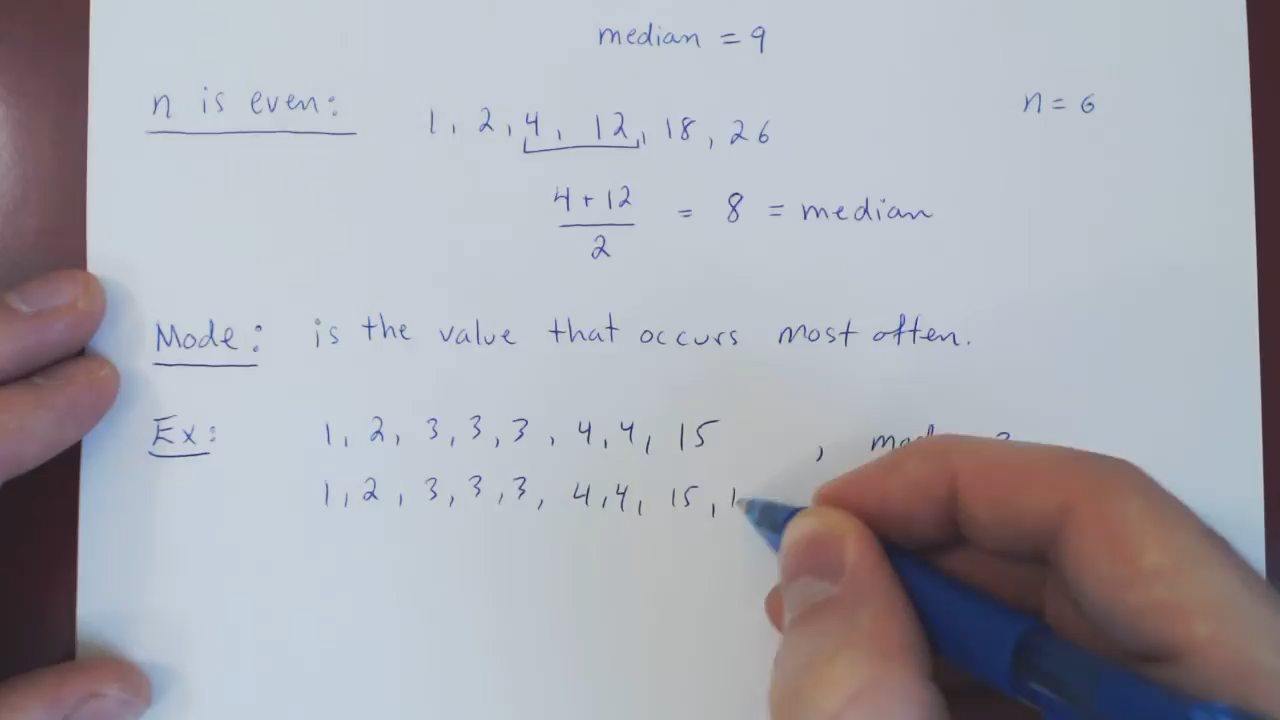 median = 9
n is even: 1, 2, 4, 12, 18, 26 n = 6
4 + 12
2
= 8 = median
Mode: is the value that occurs most often.
Ex: 1, 2, 3, 3, 3, 4, 4, 15 ,
1, 2, 3, 3, 3, 4, 4, 15, 1